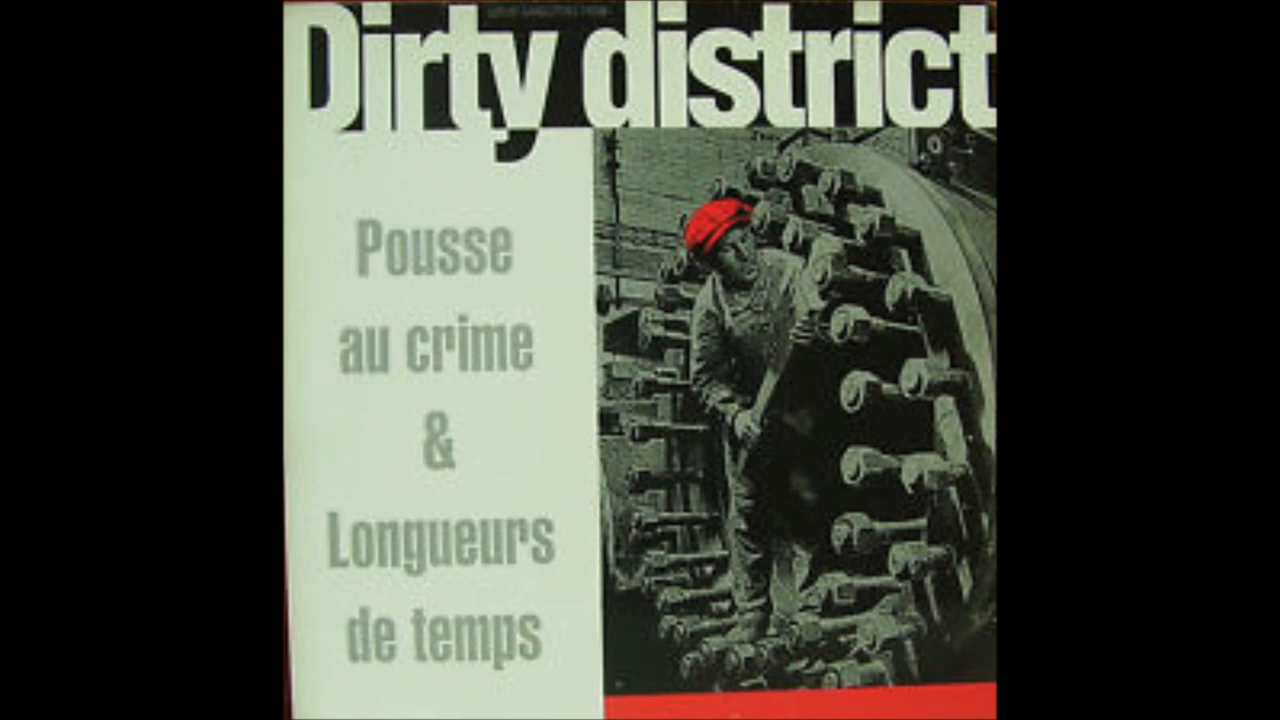 Dirty district
Pousse
au crime
&
Longueurs
de temps